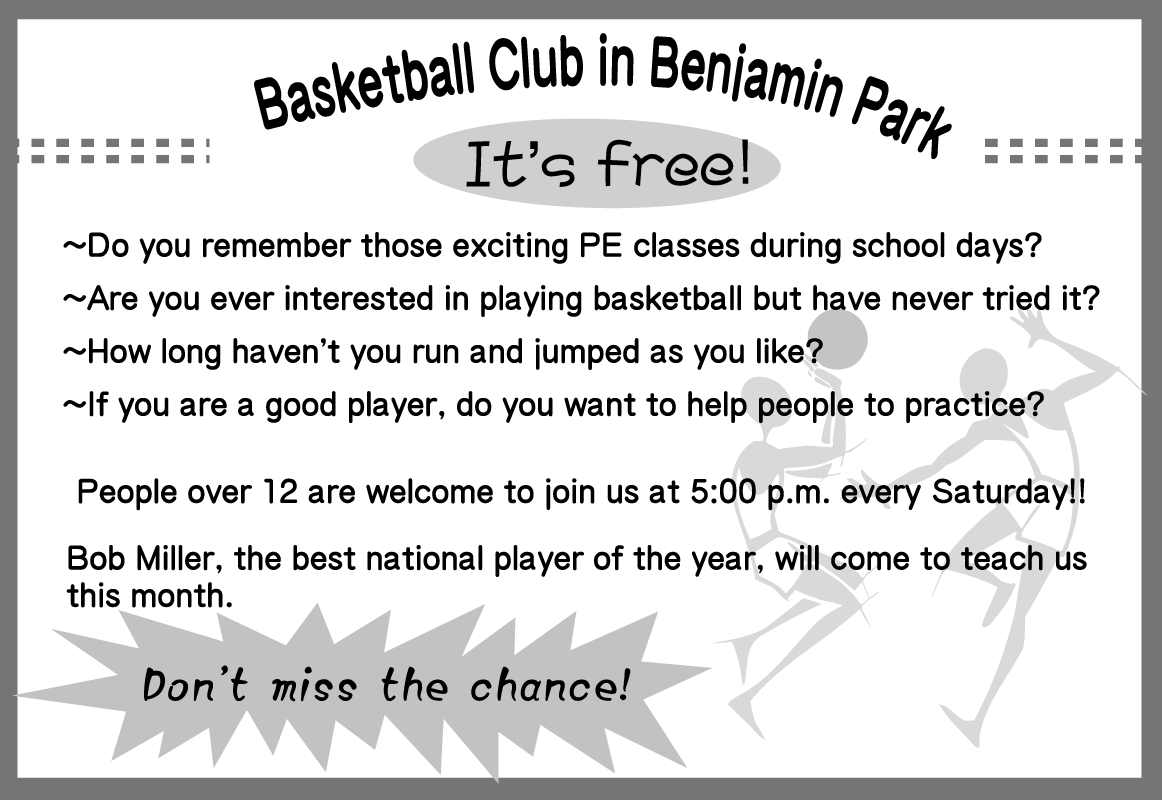 Basketball Club in Benjamin Park
It's free!
~Do you remember those exciting PE classes during school days?
~Are you ever interested in playing basketball but have never tried it?
~How long haven't you run and jumped as you like?
~If you are a good player, do you want to help people to practice?
People over 12 are welcome to join us at 5:00 p.m. every Saturday!!
Bob Miller, the best national player of the year, will come to teach us
this month.
Don't miss the chance!